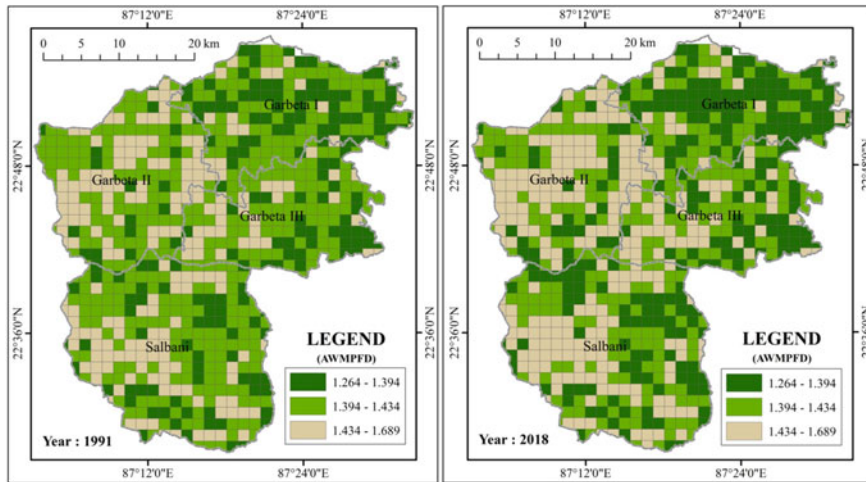 87°12'0"E 87°24'0"E
0 5 10 20 km
Garbeta I
22°48'0"N
Garbeta II
Garbeta III
22°36'0"N
Salbani
LEGEND
(AWMPFD)
1.264 - 1.394
1.394 - 1.434
1.434 - 1.689
Year : 1991
87°12'0"E 87°24'0"E
87°12'0"E 87°24'0"E
0 5 10 20 km
Garbeta I
22°48'0"N
Garbeta II
Garbeta III
22°36'0"N
Salbani
LEGEND
(AWMPFD)
1.264 - 1.394
1.394 - 1.434
1.434 - 1.689
Year : 2018
87°12'0"E 87°24'0"E